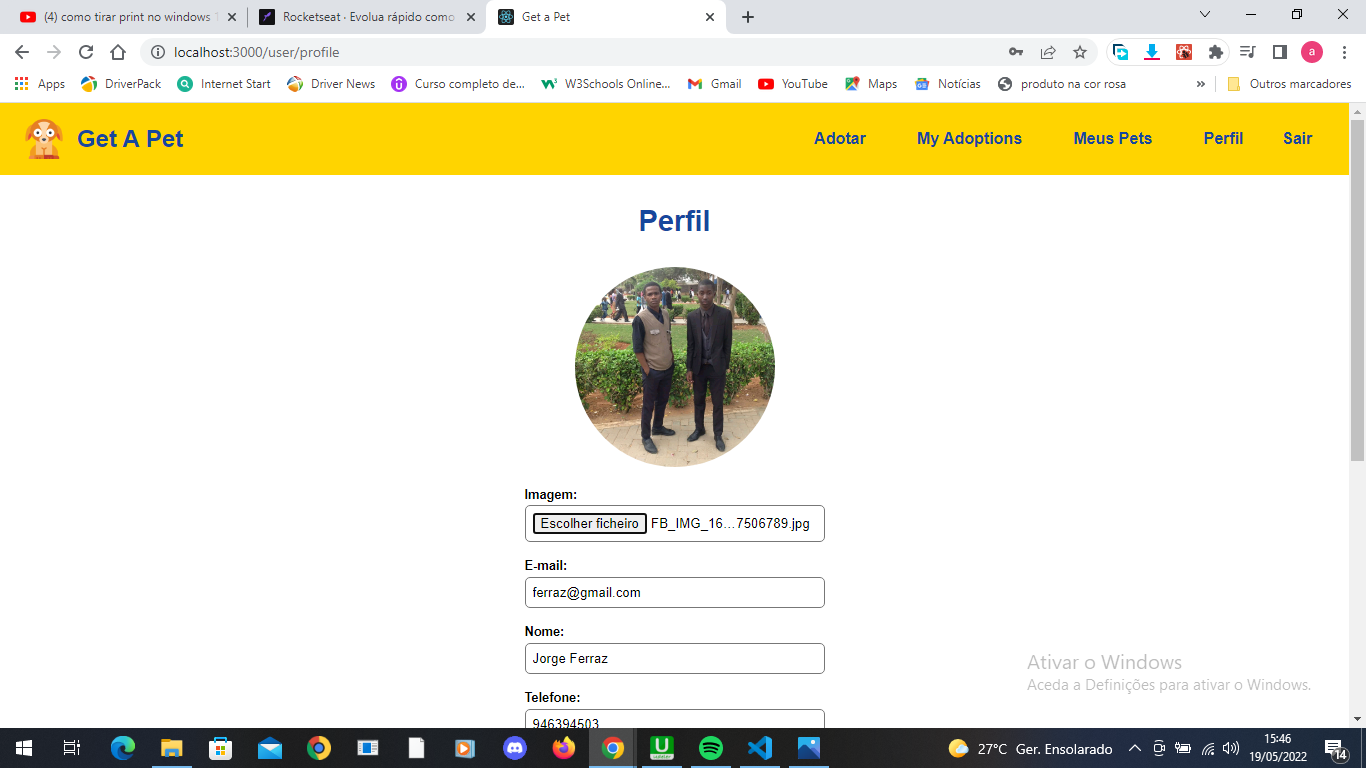 (4) como tirar print no windows 1
Rocketseat · Evolua rápido como
Get a Pet
localhost:3000/user/profile
a
Apps
DriverPack
Internet Start
Driver News
Curso completo de...
W3Schools Online...
Gmail
YouTube
Maps
Notícias
produto na cor rosa
»
Outros marcadores
Get A Pet
Adotar
My Adoptions
Meus Pets
Perfil
Sair
Perfil
Imagem:
Escolher ficheiro FB_IMG_16...7506789.jpg
E-mail:
ferraz@gmail.com
Nome:
Jorge Ferraz
Telefone:
946394503
Ativar o Windows
Aceda a Definições para ativar o Windows.
27°C Ger. Ensolarado
15:46
19/05/2022
14